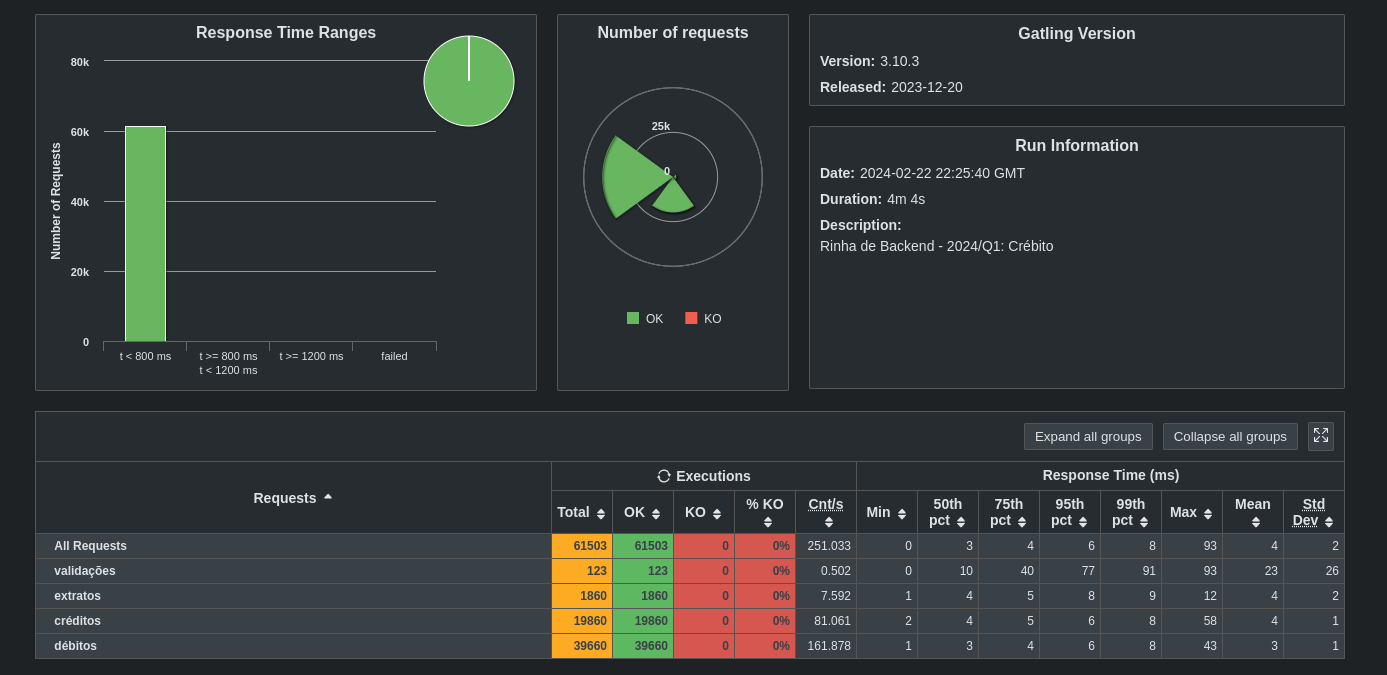 Response Time Ranges
80k
60k
40k
20k
0
Number of Requests
t < 800 ms
t >= 800 ms
t < 1200 ms
t >= 1200 ms
failed
Number of requests
25k
0
OK
KO
Gatling Version
Version: 3.10.3
Released: 2023-12-20
Run Information
Date: 2024-02-22 22:25:40 GMT
Duration: 4m 4s
Description:
Rinha de Backend - 2024/Q1: Crébito
Expand all groups
Collapse all groups
Requests
Executions
Response Time (ms)
Total OK KO % KO Cnt/s Min 50th pct 75th pct 95th pct 99th pct Max Mean Std Dev
All Requests 61503 61503 0 0% 251.033 0 3 4 6 8 93 4 2
validações 123 123 0 0% 0.502 0 10 40 77 91 93 23 26
extratos 1860 1860 0 0% 7.592 1 4 5 8 9 12 4 2
créditos 19860 19860 0 0% 81.061 2 4 5 6 8 58 4 1
débitos 39660 39660 0 0% 161.878 1 3 4 6 8 43 3 1